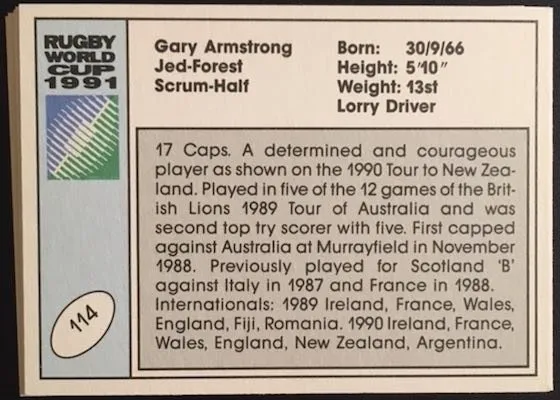 RUGBY
WORLD
CUP
1991
Gary Armstrong
Jed-Forest
Scrum-Half
Born: 30/9/66
Height: 5'10"
Weight: 13st
Lorry Driver
17 Caps. A determined and courageous
player as shown on the 1990 Tour to New Zea-
land. Played in five of the 12 games of the Brit-
ish Lions 1989 Tour of Australia and was
second top try scorer with five. First capped
against Australia at Murrayfield in November
1988. Previously played for Scotland 'B'
against Italy in 1987 and France in 1988.
Internationals: 1989 Ireland, France, Wales,
England, Fiji, Romania. 1990 Ireland, France,
Wales, England, New Zealand, Argentina.
114